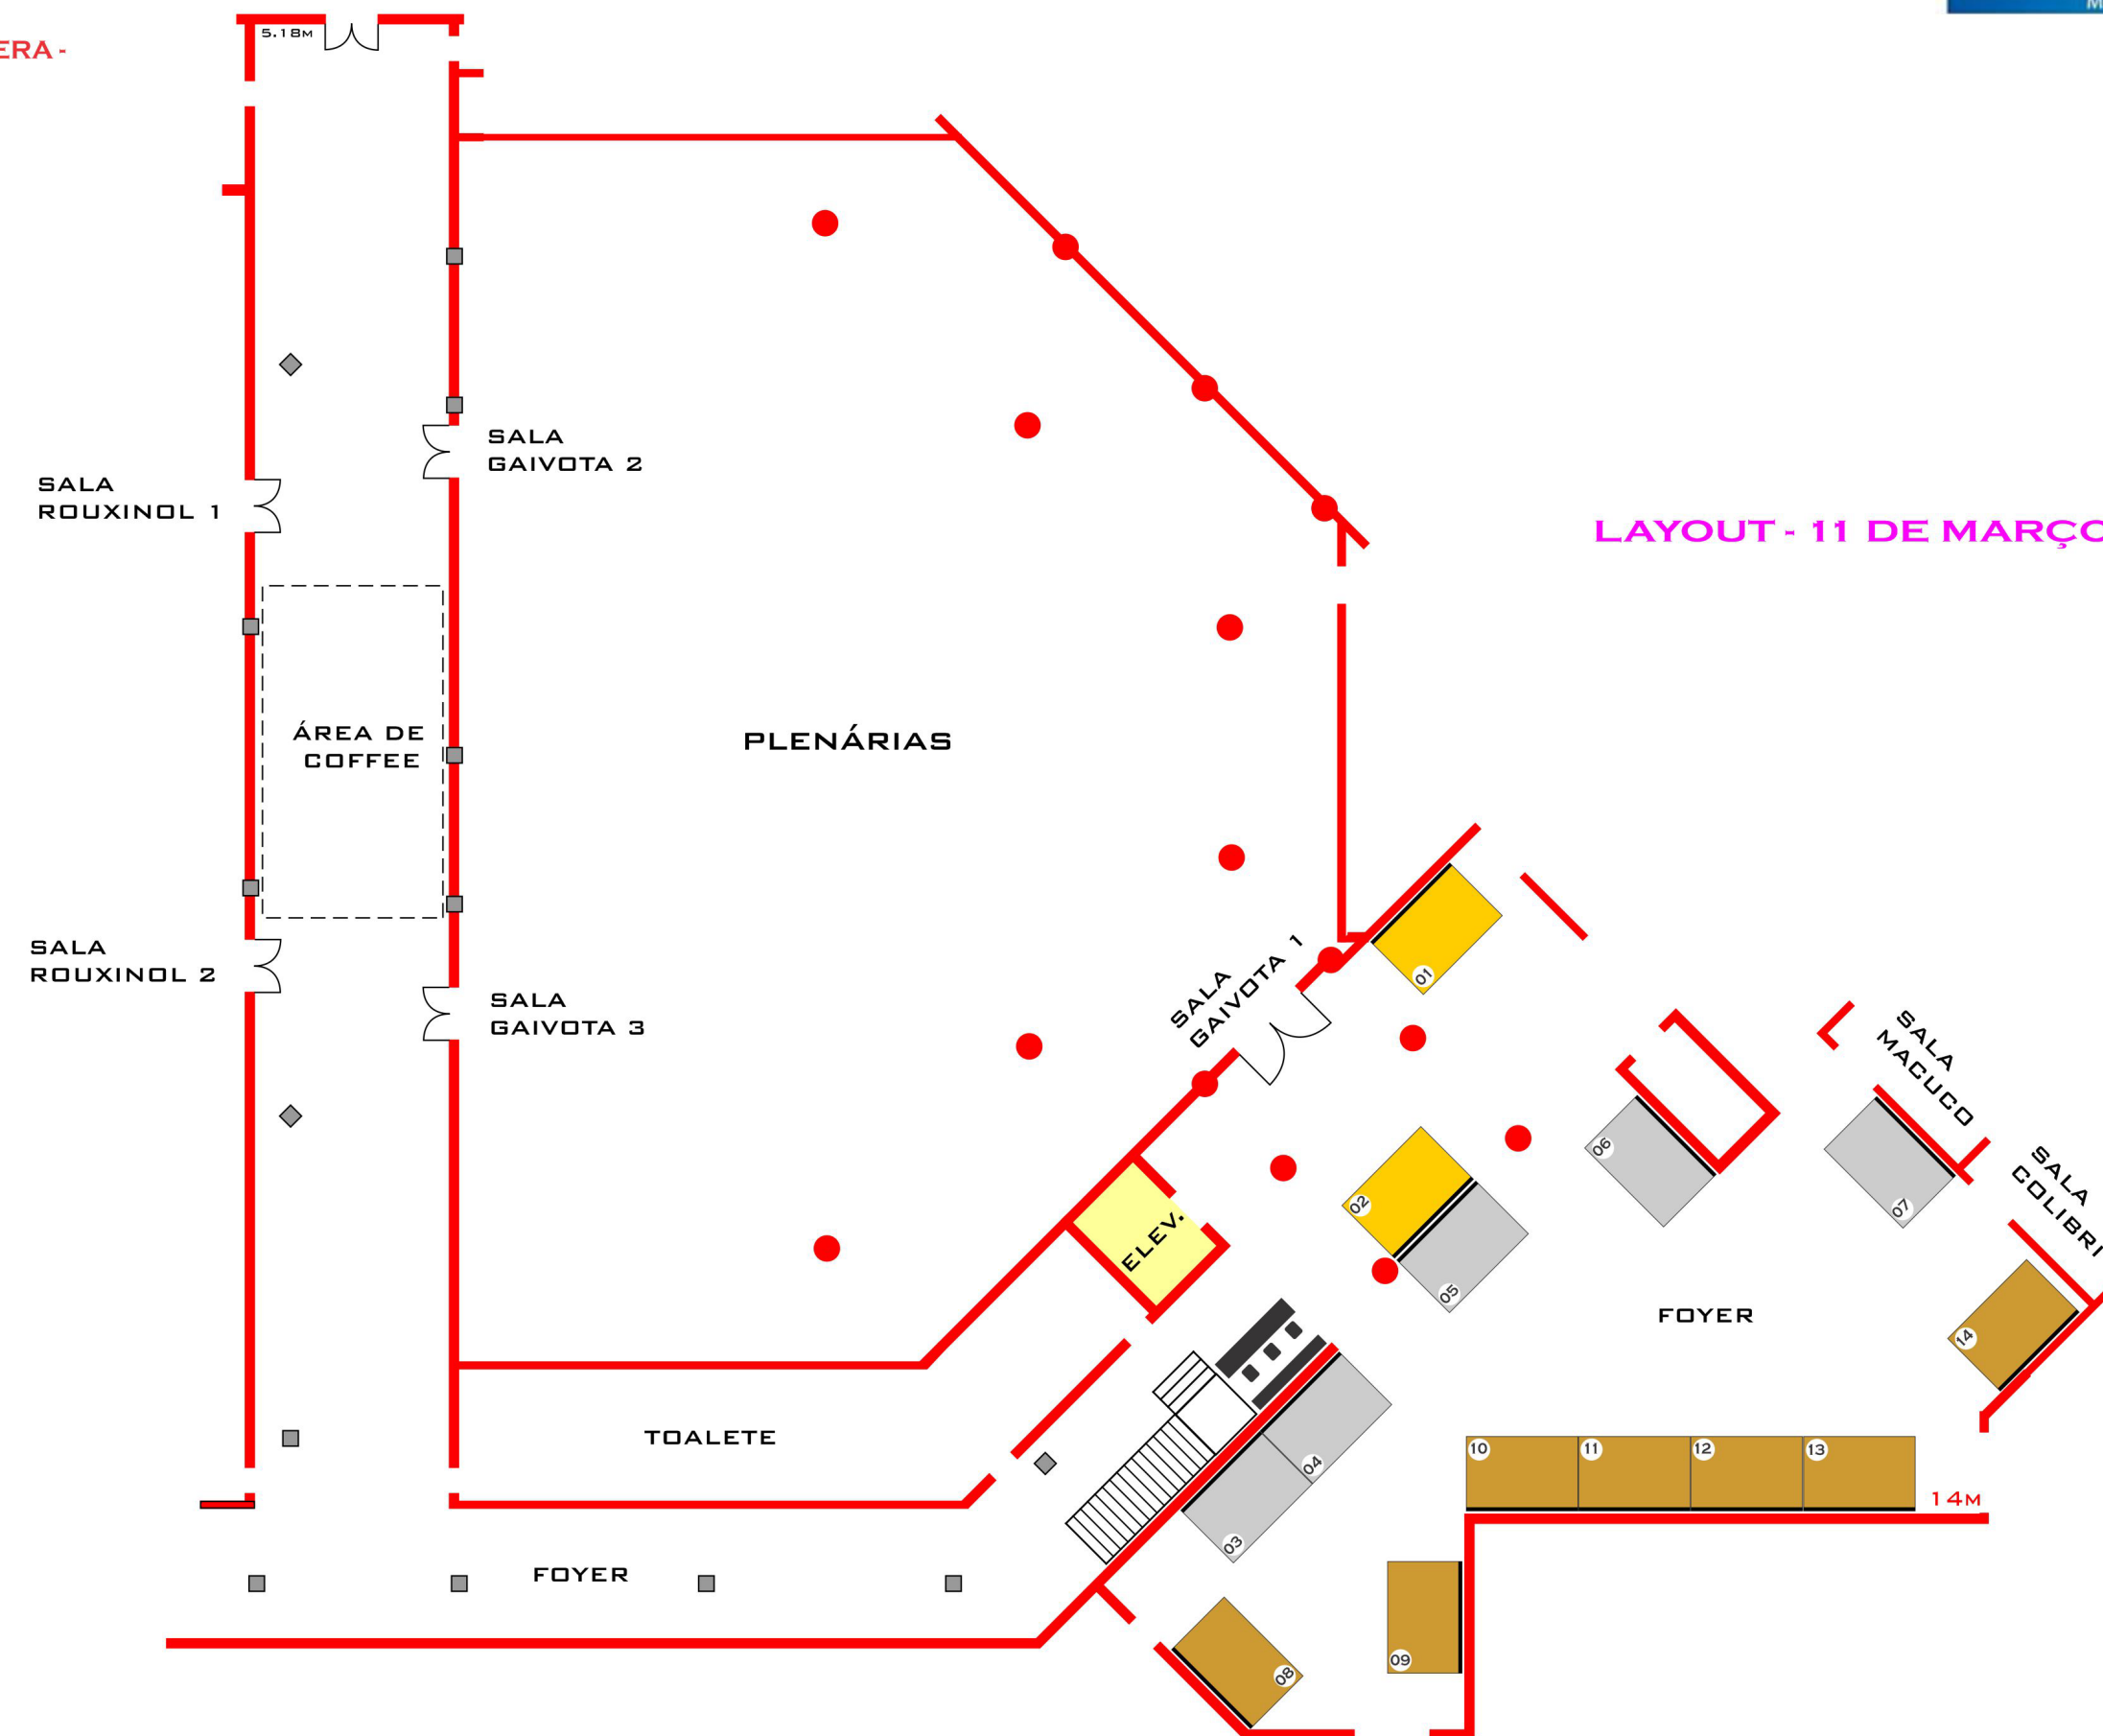 5.18M
ERA -
SALA
GAIVOTA 2
SALA
ROUXINOL 1
LAYOUT - 11 DE MARÇO
ÁREA DE
COFFEE
PLENÁRIAS
SALA
ROUXINOL 2
SALA
GAIVOTA 3
SALA
GAIVOTA 1
01
SALA
MACUCO
SALA
COLIBRI
02
05
06
07
ELEV.
FOYER
14
TOALETE
04
03
10
11
12
13
14M
FOYER
08
09